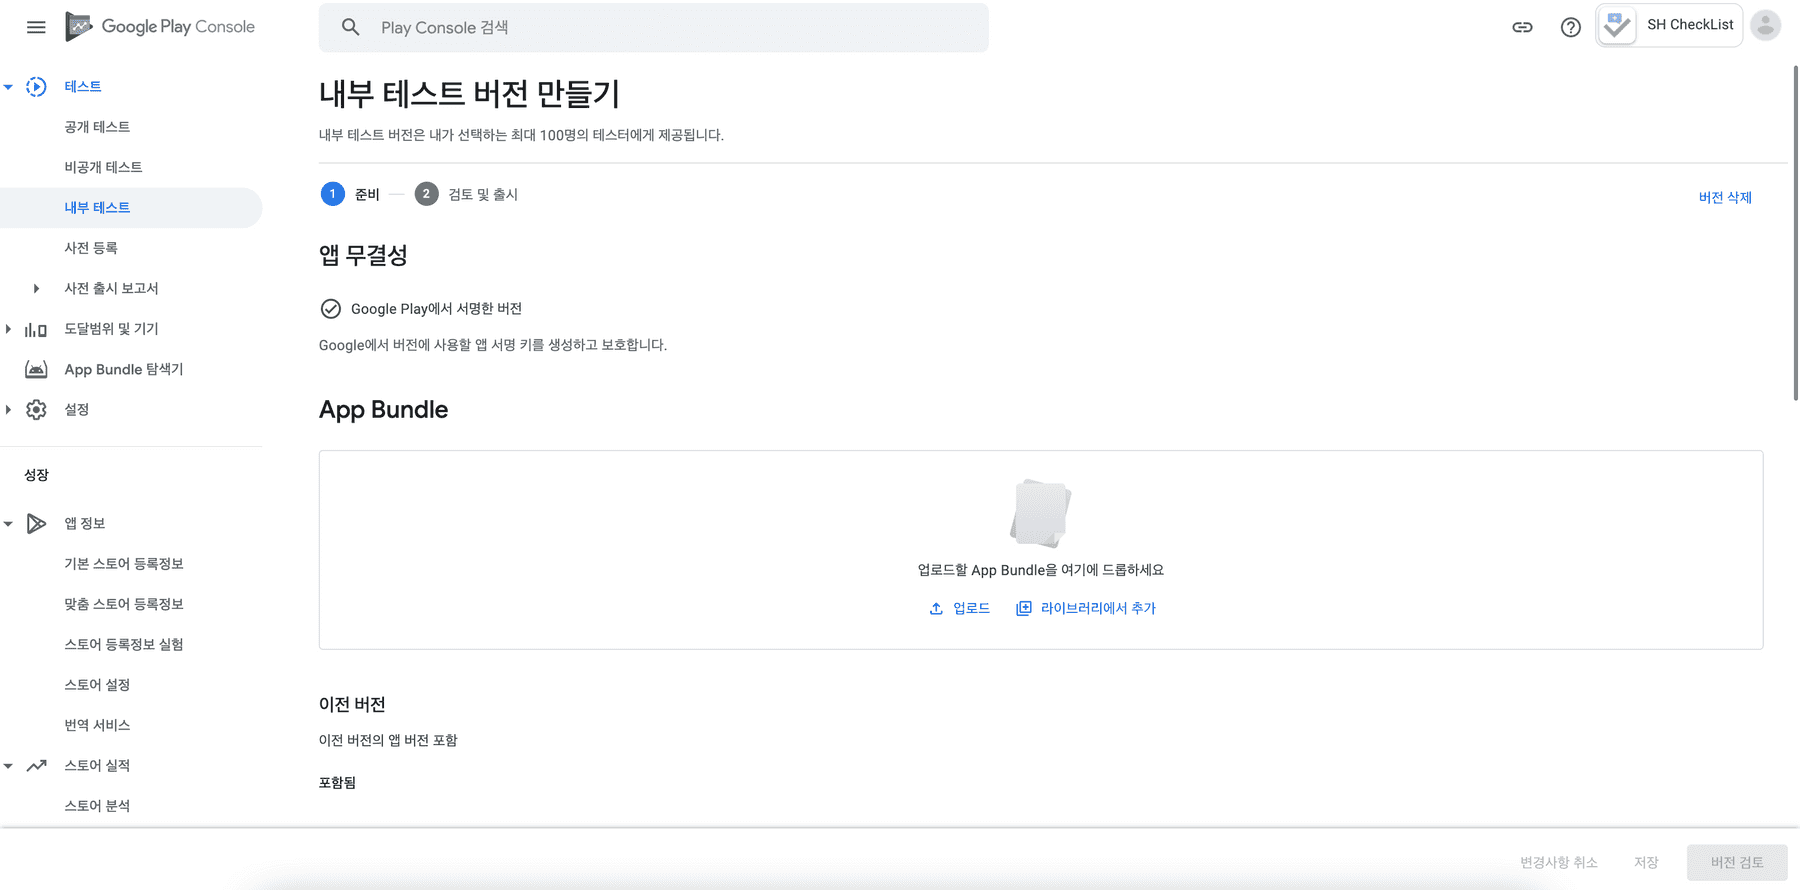 Google Play Console
Play Console 검색
SH CheckList
테스트
공개 테스트
비공개 테스트
내부 테스트
사전 등록
사전 출시 보고서
도달범위 및 기기
App Bundle 탐색기
설정
성장
앱 정보
기본 스토어 등록정보
맞춤 스토어 등록정보
스토어 등록정보 실험
스토어 설정
번역 서비스
스토어 실적
스토어 분석
내부 테스트 버전 만들기
내부 테스트 버전은 내가 선택하는 최대 100명의 테스터에게 제공됩니다.
1 준비 — 2 검토 및 출시
버전 삭제
앱 무결성
Google Play에서 서명한 버전
Google에서 버전에 사용할 앱 서명 키를 생성하고 보호합니다.
App Bundle
업로드할 App Bundle을 여기에 드롭하세요
업로드 라이브러리에서 추가
이전 버전
이전 버전의 앱 버전 포함
포함됨
변경사항 취소 저장 버전 검토